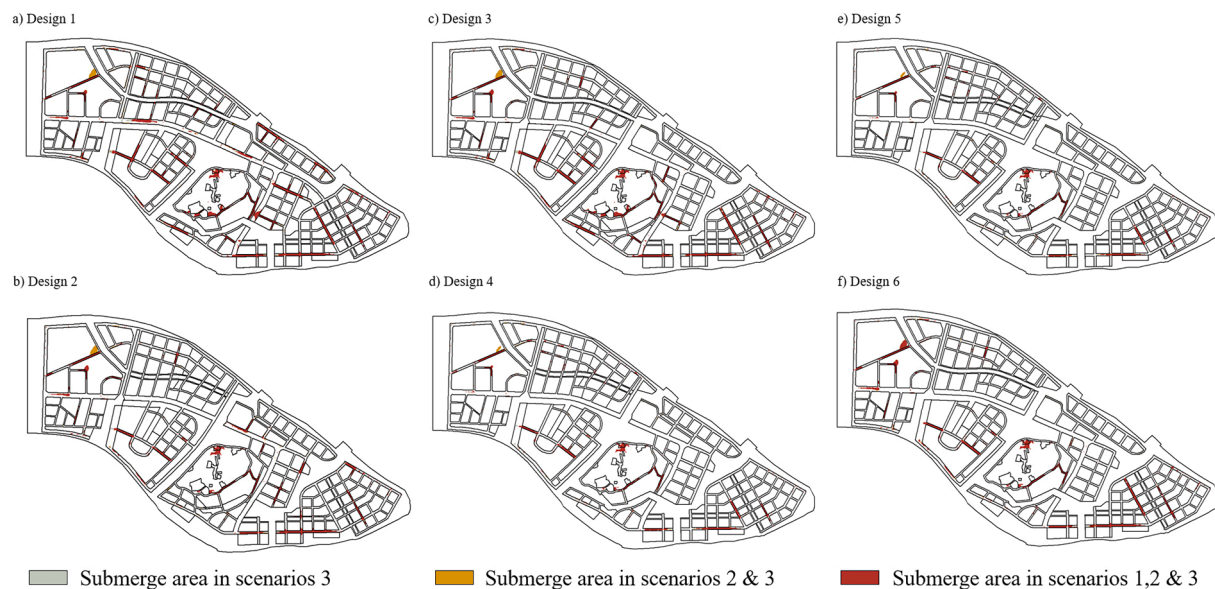 a) Design 1
c) Design 3
e) Design 5
b) Design 2
d) Design 4
f) Design 6
Submerge area in scenarios 3
Submerge area in scenarios 2 & 3
Submerge area in scenarios 1,2 & 3